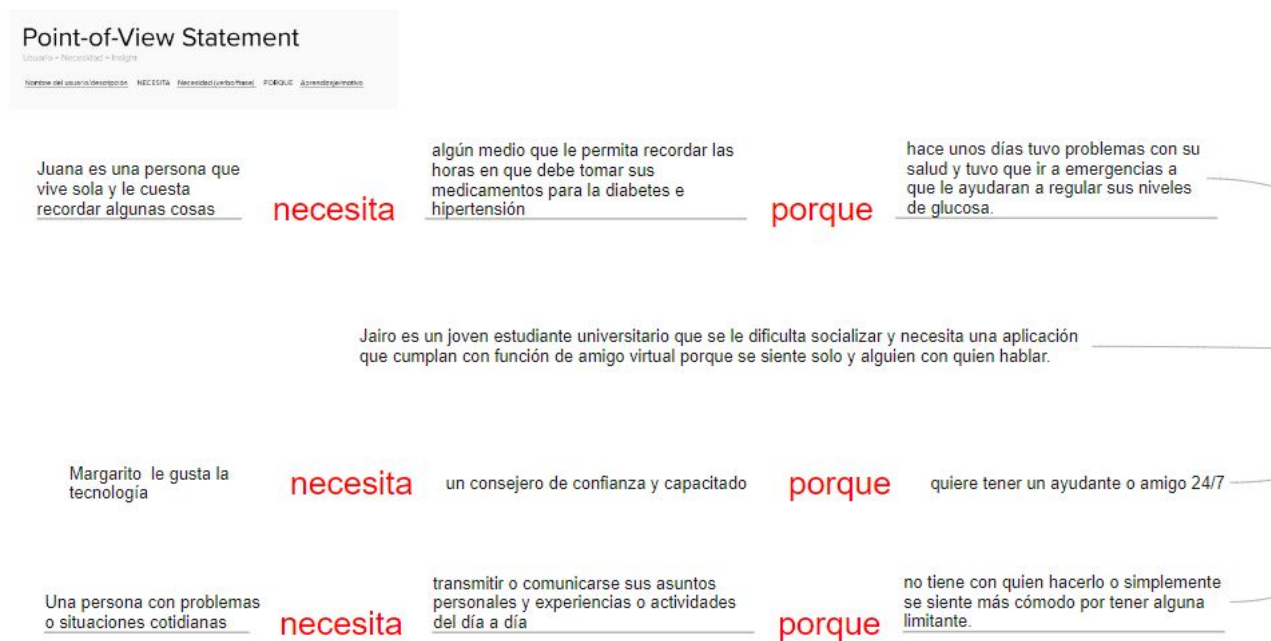 Point-of-View Statement
Usuario + Necesidad + Insight
Nombre del usuario/descripción NECESITA Necesidad (verbo/frase) PORQUE Aprendizaje/motivo
Juana es una persona que
vive sola y le cuesta
recordar algunas cosas
necesita
algún medio que le permita recordar las
horas en que debe tomar sus
medicamentos para la diabetes e
hipertensión
porque
hace unos días tuvo problemas con su
salud y tuvo que ir a emergencias a
que le ayudaran a regular sus niveles
de glucosa.
Jairo es un joven estudiante universitario que se le dificulta socializar y necesita una aplicación
que cumplan con función de amigo virtual porque se siente solo y alguien con quien hablar.
Margarito le gusta la
tecnología
necesita
un consejero de confianza y capacitado
porque
quiere tener un ayudante o amigo 24/7
Una persona con problemas
o situaciones cotidianas
necesita
transmitir o comunicarse sus asuntos
personales y experiencias o actividades
del día a día
porque
no tiene con quien hacerlo o simplemente
se siente más cómodo por tener alguna
limitante.